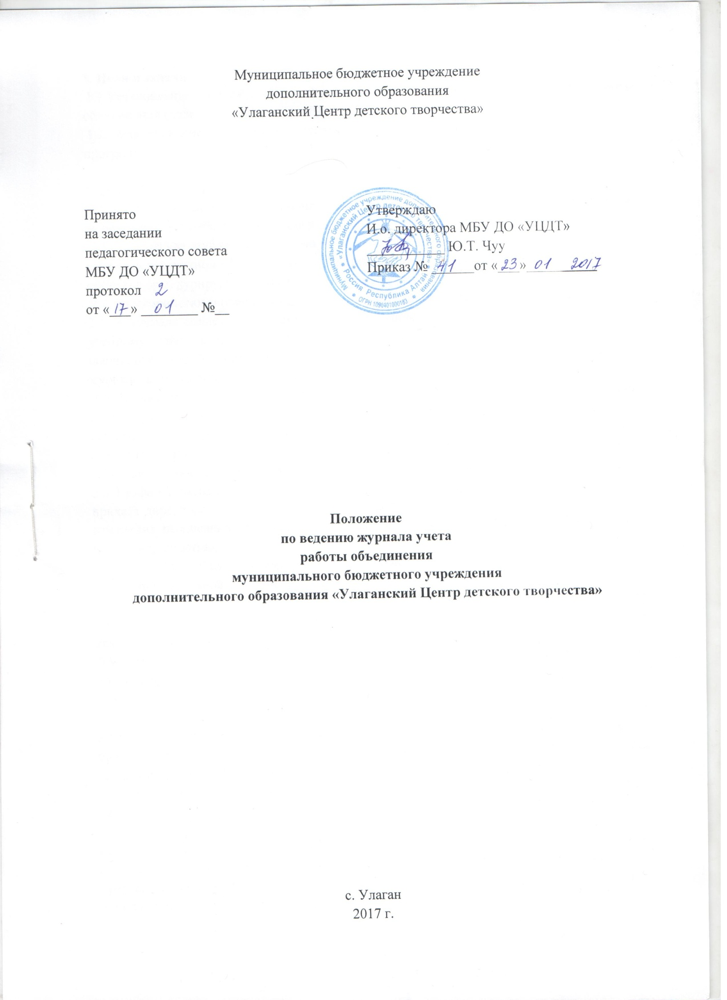 Муниципальное бюджетное учреждение
дополнительного образования
«Улаганский Центр детского творчества»
Принято
на заседании
педагогического совета
МБУ ДО «УЦДТ»
протокол 2
от «17» 01 №__
Утверждаю
И.о. директора МБУ ДО «УЦДТ»
Ю.Т. Чуу
Приказ № 41 от «23» 01 2017
Муниципальное бюджетное учреждение дополнительного образования
«Улаганский Центр детского творчества»
Россия Республика Алтай
ОГРН 1090401000183
Положение
по ведению журнала учета
работы объединения
муниципального бюджетного учреждения
дополнительного образования «Улаганский Центр детского творчества»
с. Улаган
2017 г.